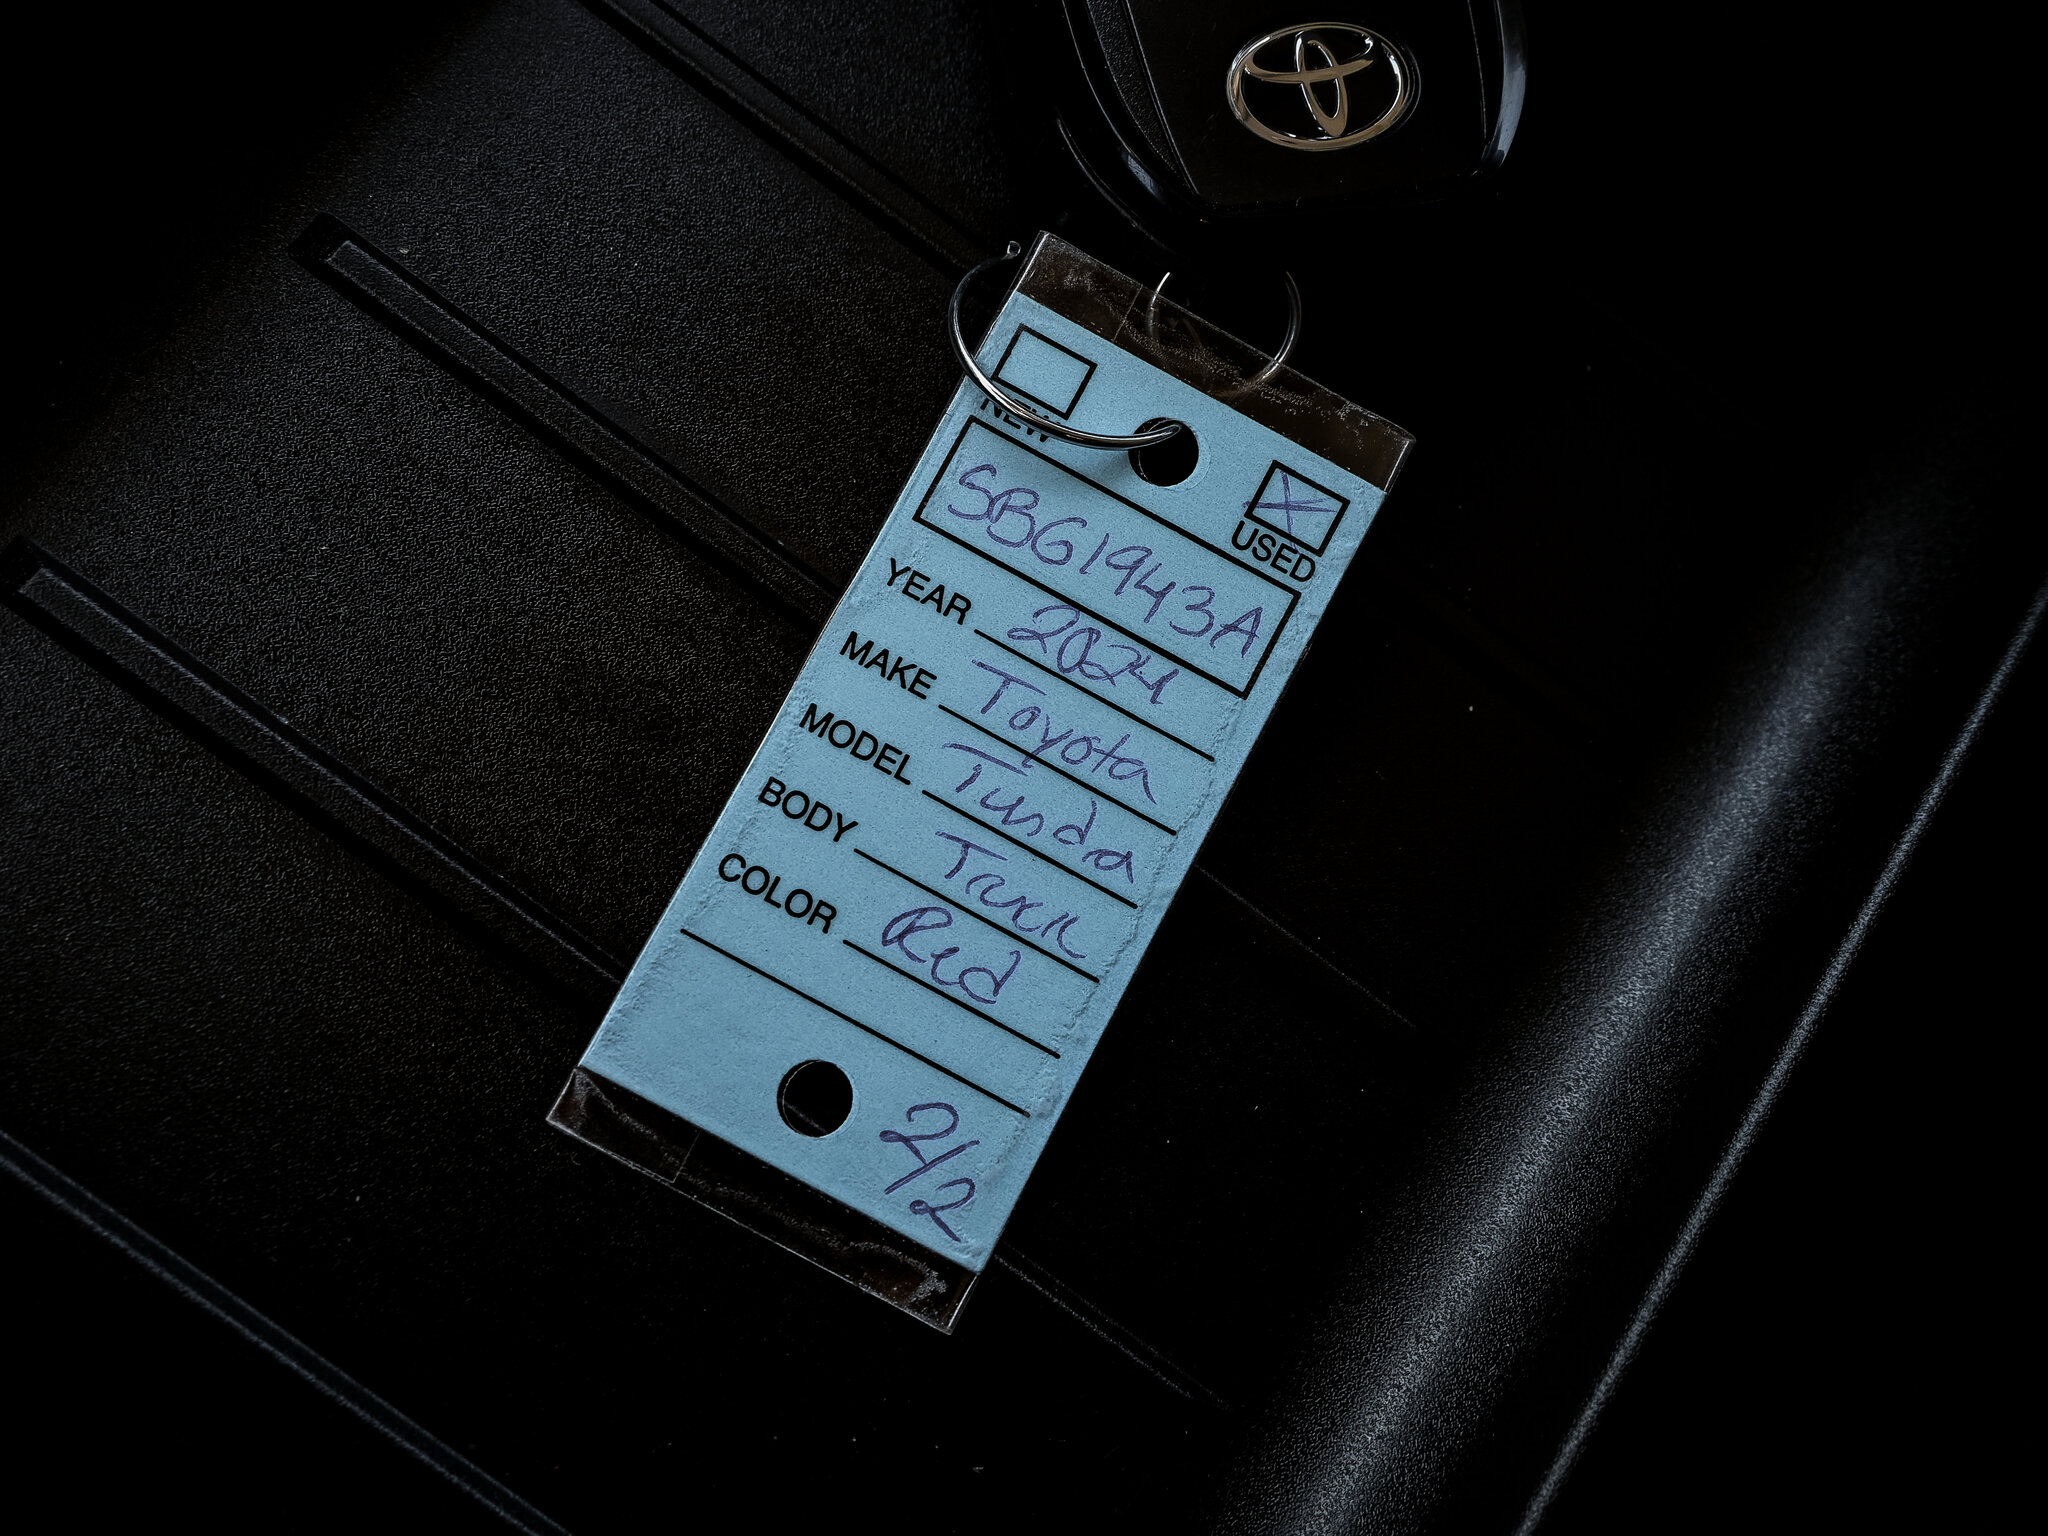 NEW
USED
SBG1943A
YEAR 2024
MAKE Toyota
MODEL Tundra
BODY Truck
COLOR Red
2/2